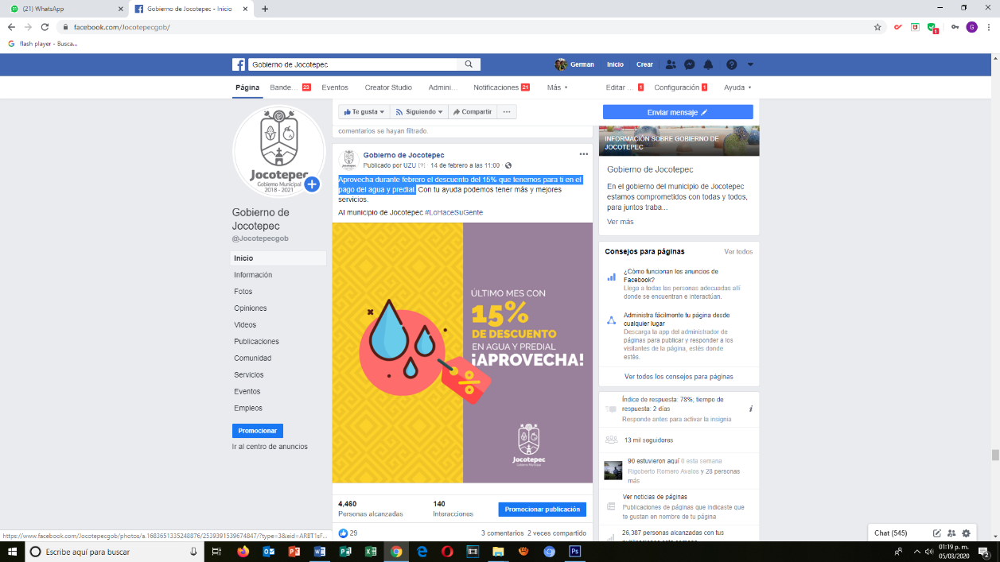 (21) WhatsApp
Gobierno de Jocotepec - Inicio
facebook.com/Jocotepecgob/
flash player - Busca...
Gobierno de Jocotepec
German
Inicio
Crear
Página
Bande... 23
Eventos
Creator Studio
Admini...
Notificaciones 21
Más
Editar ... 1
Configuración 1
Ayuda
Jocotepec
Gobierno Municipal
2018 - 2021
Gobierno de
Jocotepec
@Jocotepecgob
Inicio
Información
Fotos
Opiniones
Videos
Publicaciones
Comunidad
Servicios
Eventos
Empleos
Promocionar
Ir al centro de anuncios
Te gusta
Siguiendo
Compartir
comentarios se hayan filtrado.
Gobierno de Jocotepec
Publicado por UZU [?] · 14 de febrero a las 11:00 ·
Aprovecha durante febrero el descuento del 15% que tenemos para ti en el
pago del agua y predial. Con tu ayuda podemos tener más y mejores
servicios.
Al municipio de Jocotepec #LoHaceSuGente
ÚLTIMO MES CON
15%
DE DESCUENTO
EN AGUA Y PREDIAL
¡APROVECHA!
%
Jocotepec
Gobierno Municipal
4,460
Personas alcanzadas
140
Interacciones
Promocionar publicación
29
3 comentarios 2 veces compartido
Enviar mensaje
INFORMACIÓN SOBRE GOBIERNO DE
JOCOTEPEC
Gobierno de Jocotepec
En el gobierno del municipio de Jocotepec
estamos comprometidos con todas y todos,
para juntos traba...
Ver más
Consejos para páginas
Ver todos
¿Cómo funcionan los anuncios de
Facebook?
Llega a todas las personas adecuadas allí
donde se encuentran e interactúan.
Administra fácilmente tu página desde
cualquier lugar
Descarga la app del administrador de
páginas para publicar y responder a los
visitantes de la página, estés donde
estés.
Ver todos los consejos para páginas
Índice de respuesta: 78%; tiempo de
respuesta: 2 días
Responde antes para activar la insignia
13 mil seguidores
90 estuvieron aquí 0 esta semana
Rigoberto Romero Avalos y 28 personas
más
Ver noticias de páginas
Publicaciones de páginas que indicaste que
te gustan en nombre de tu página
26,387 personas alcanzadas con tus
Chat (545)
https://www.facebook.com/Jocotepecgob/photos/a.1683651335248876/2539391539674847/?type=3&eid=ARBT1sF...
Escribe aquí para buscar
01:19 p. m.
05/03/2020
2